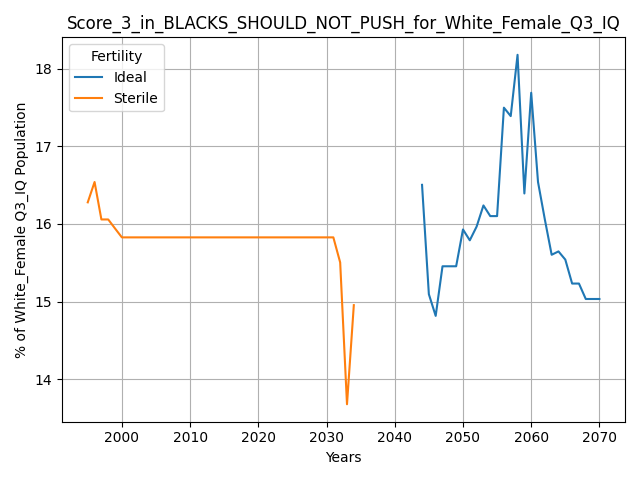 Score_3_in_BLACKS_SHOULD_NOT_PUSH_for_White_Female_Q3_IQ
Fertility
Ideal
Sterile
% of White_Female Q3_IQ Population
18
17
16
15
14
2000 2010 2020 2030 2040 2050 2060 2070
Years